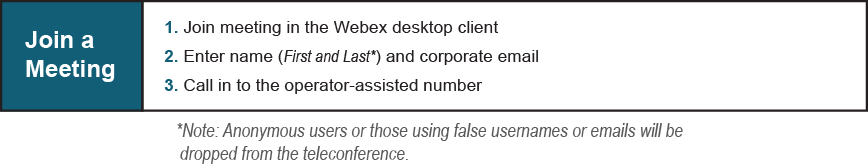 Join a
Meeting
1. Join meeting in the Webex desktop client
2. Enter name (First and Last*) and corporate email
3. Call in to the operator-assisted number
*Note: Anonymous users or those using false usernames or emails will be
dropped from the teleconference.